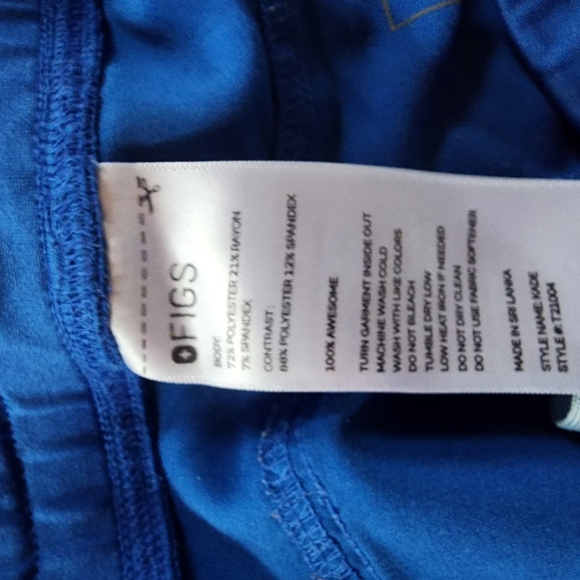 FIGS
BODY:
72% POLYESTER 21% RAYON
7% SPANDEX
CONTRAST:
88% POLYESTER 12% SPANDEX
100% AWESOME
TURN GARMENT INSIDE OUT
MACHINE WASH COLD
WASH WITH LIKE COLORS
DO NOT BLEACH
TUMBLE DRY LOW
LOW HEAT IRON IF NEEDED
DO NOT DRY CLEAN
DO NOT USE FABRIC SOFTENER
MADE IN SRI LANKA
STYLE NAME: KADE
STYLE #: T21004